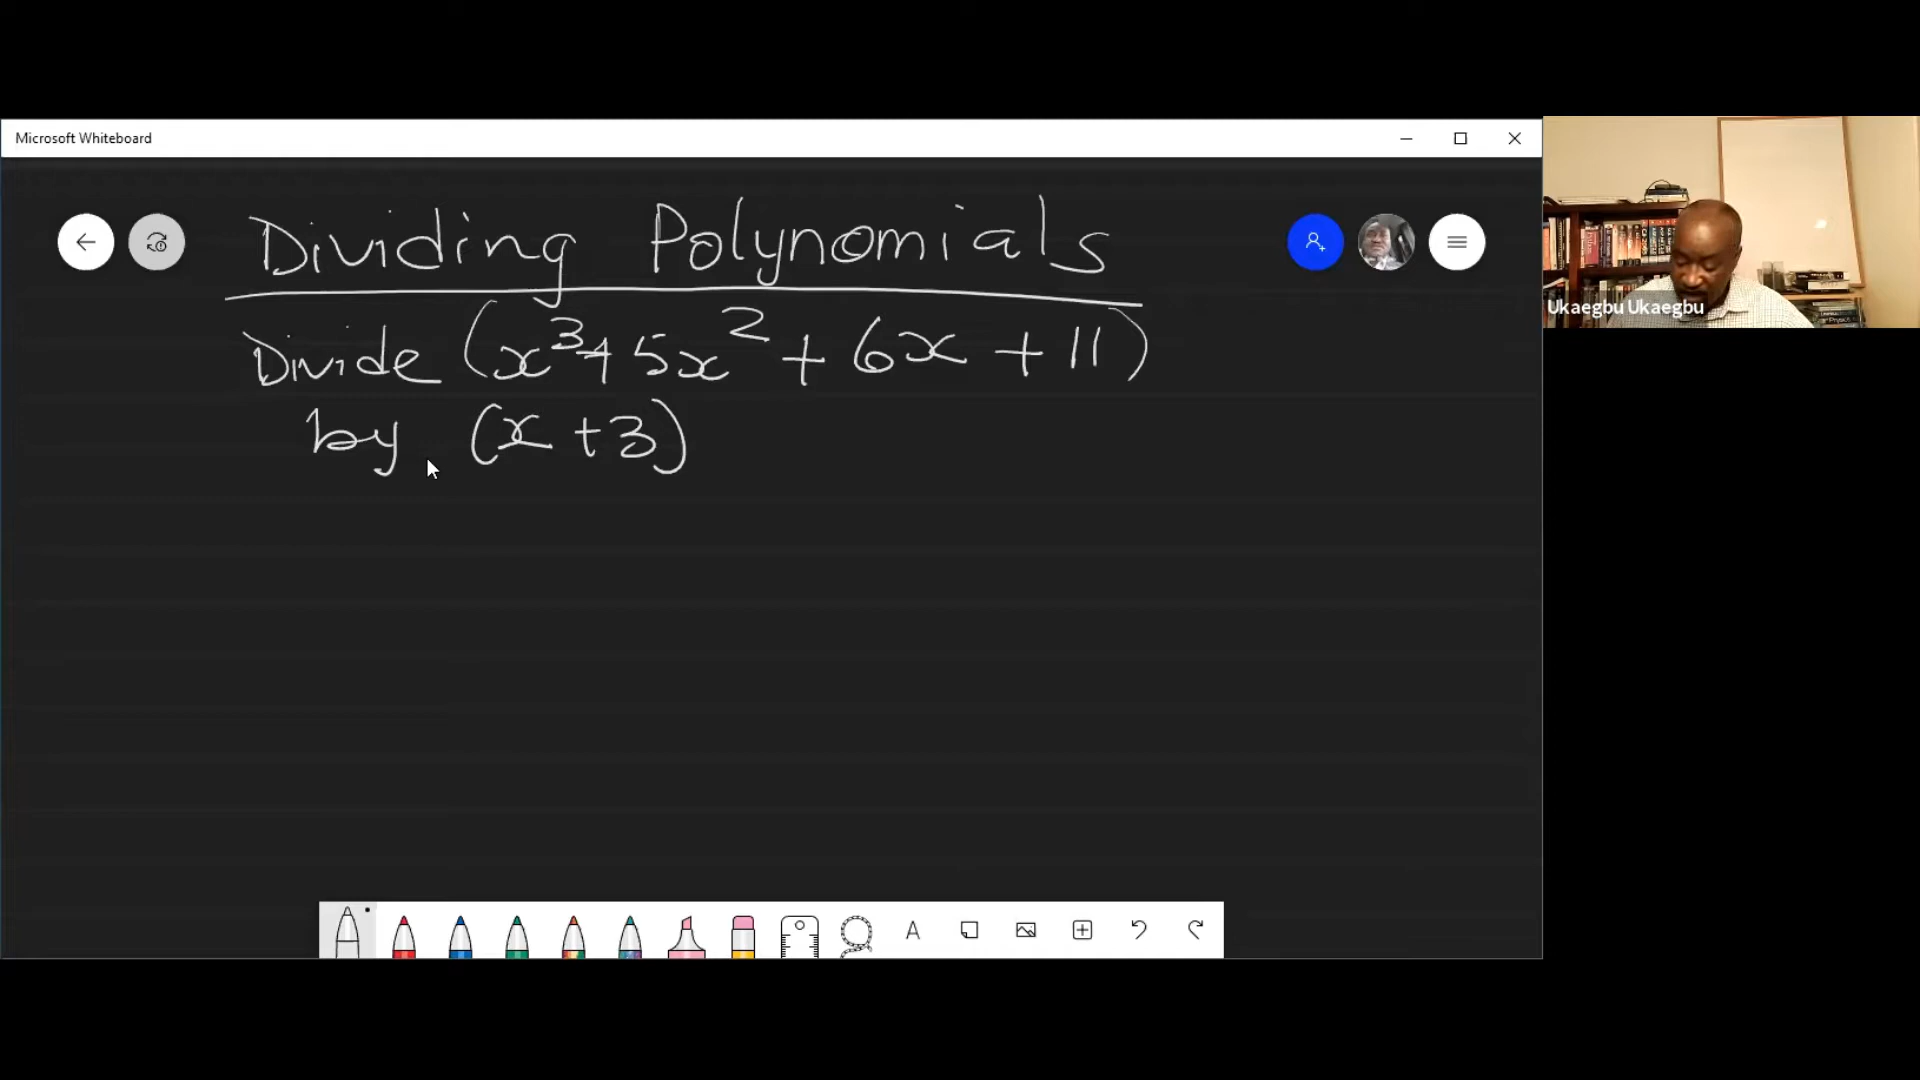 Microsoft Whiteboard
Dividing Polynomials
Divide (x³+5x²+6x+11)
by (x+3)
Ukaegbu Ukaegbu
A